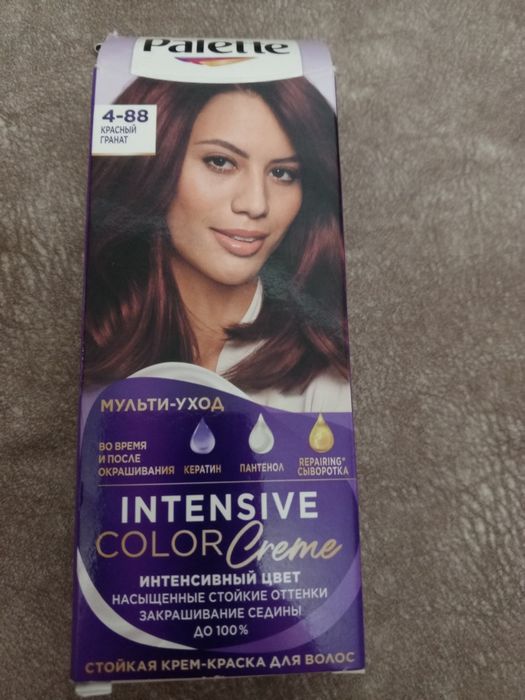 Palette
4-88
КРАСНЫЙ
ГРАНАТ
МУЛЬТИ-УХОД
ВО ВРЕМЯ
И ПОСЛЕ
ОКРАШИВАНИЯ
КЕРАТИН
ПАНТЕНОЛ
REPAIRING*
СЫВОРОТКА
INTENSIVE
COLOR Creme
ИНТЕНСИВНЫЙ ЦВЕТ
НАСЫЩЕННЫЕ СТОЙКИЕ ОТТЕНКИ
ЗАКРАШИВАНИЕ СЕДИНЫ
ДО 100%
СТОЙКАЯ КРЕМ-КРАСКА ДЛЯ ВОЛОС